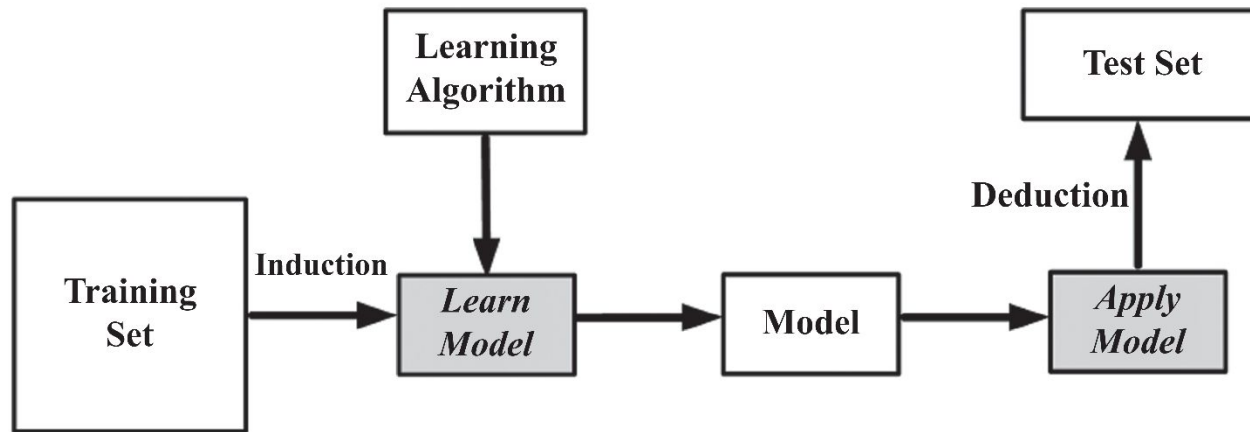 Learning
Algorithm
Test Set
Deduction
Induction
Training
Set
Learn
Model
Model
Apply
Model